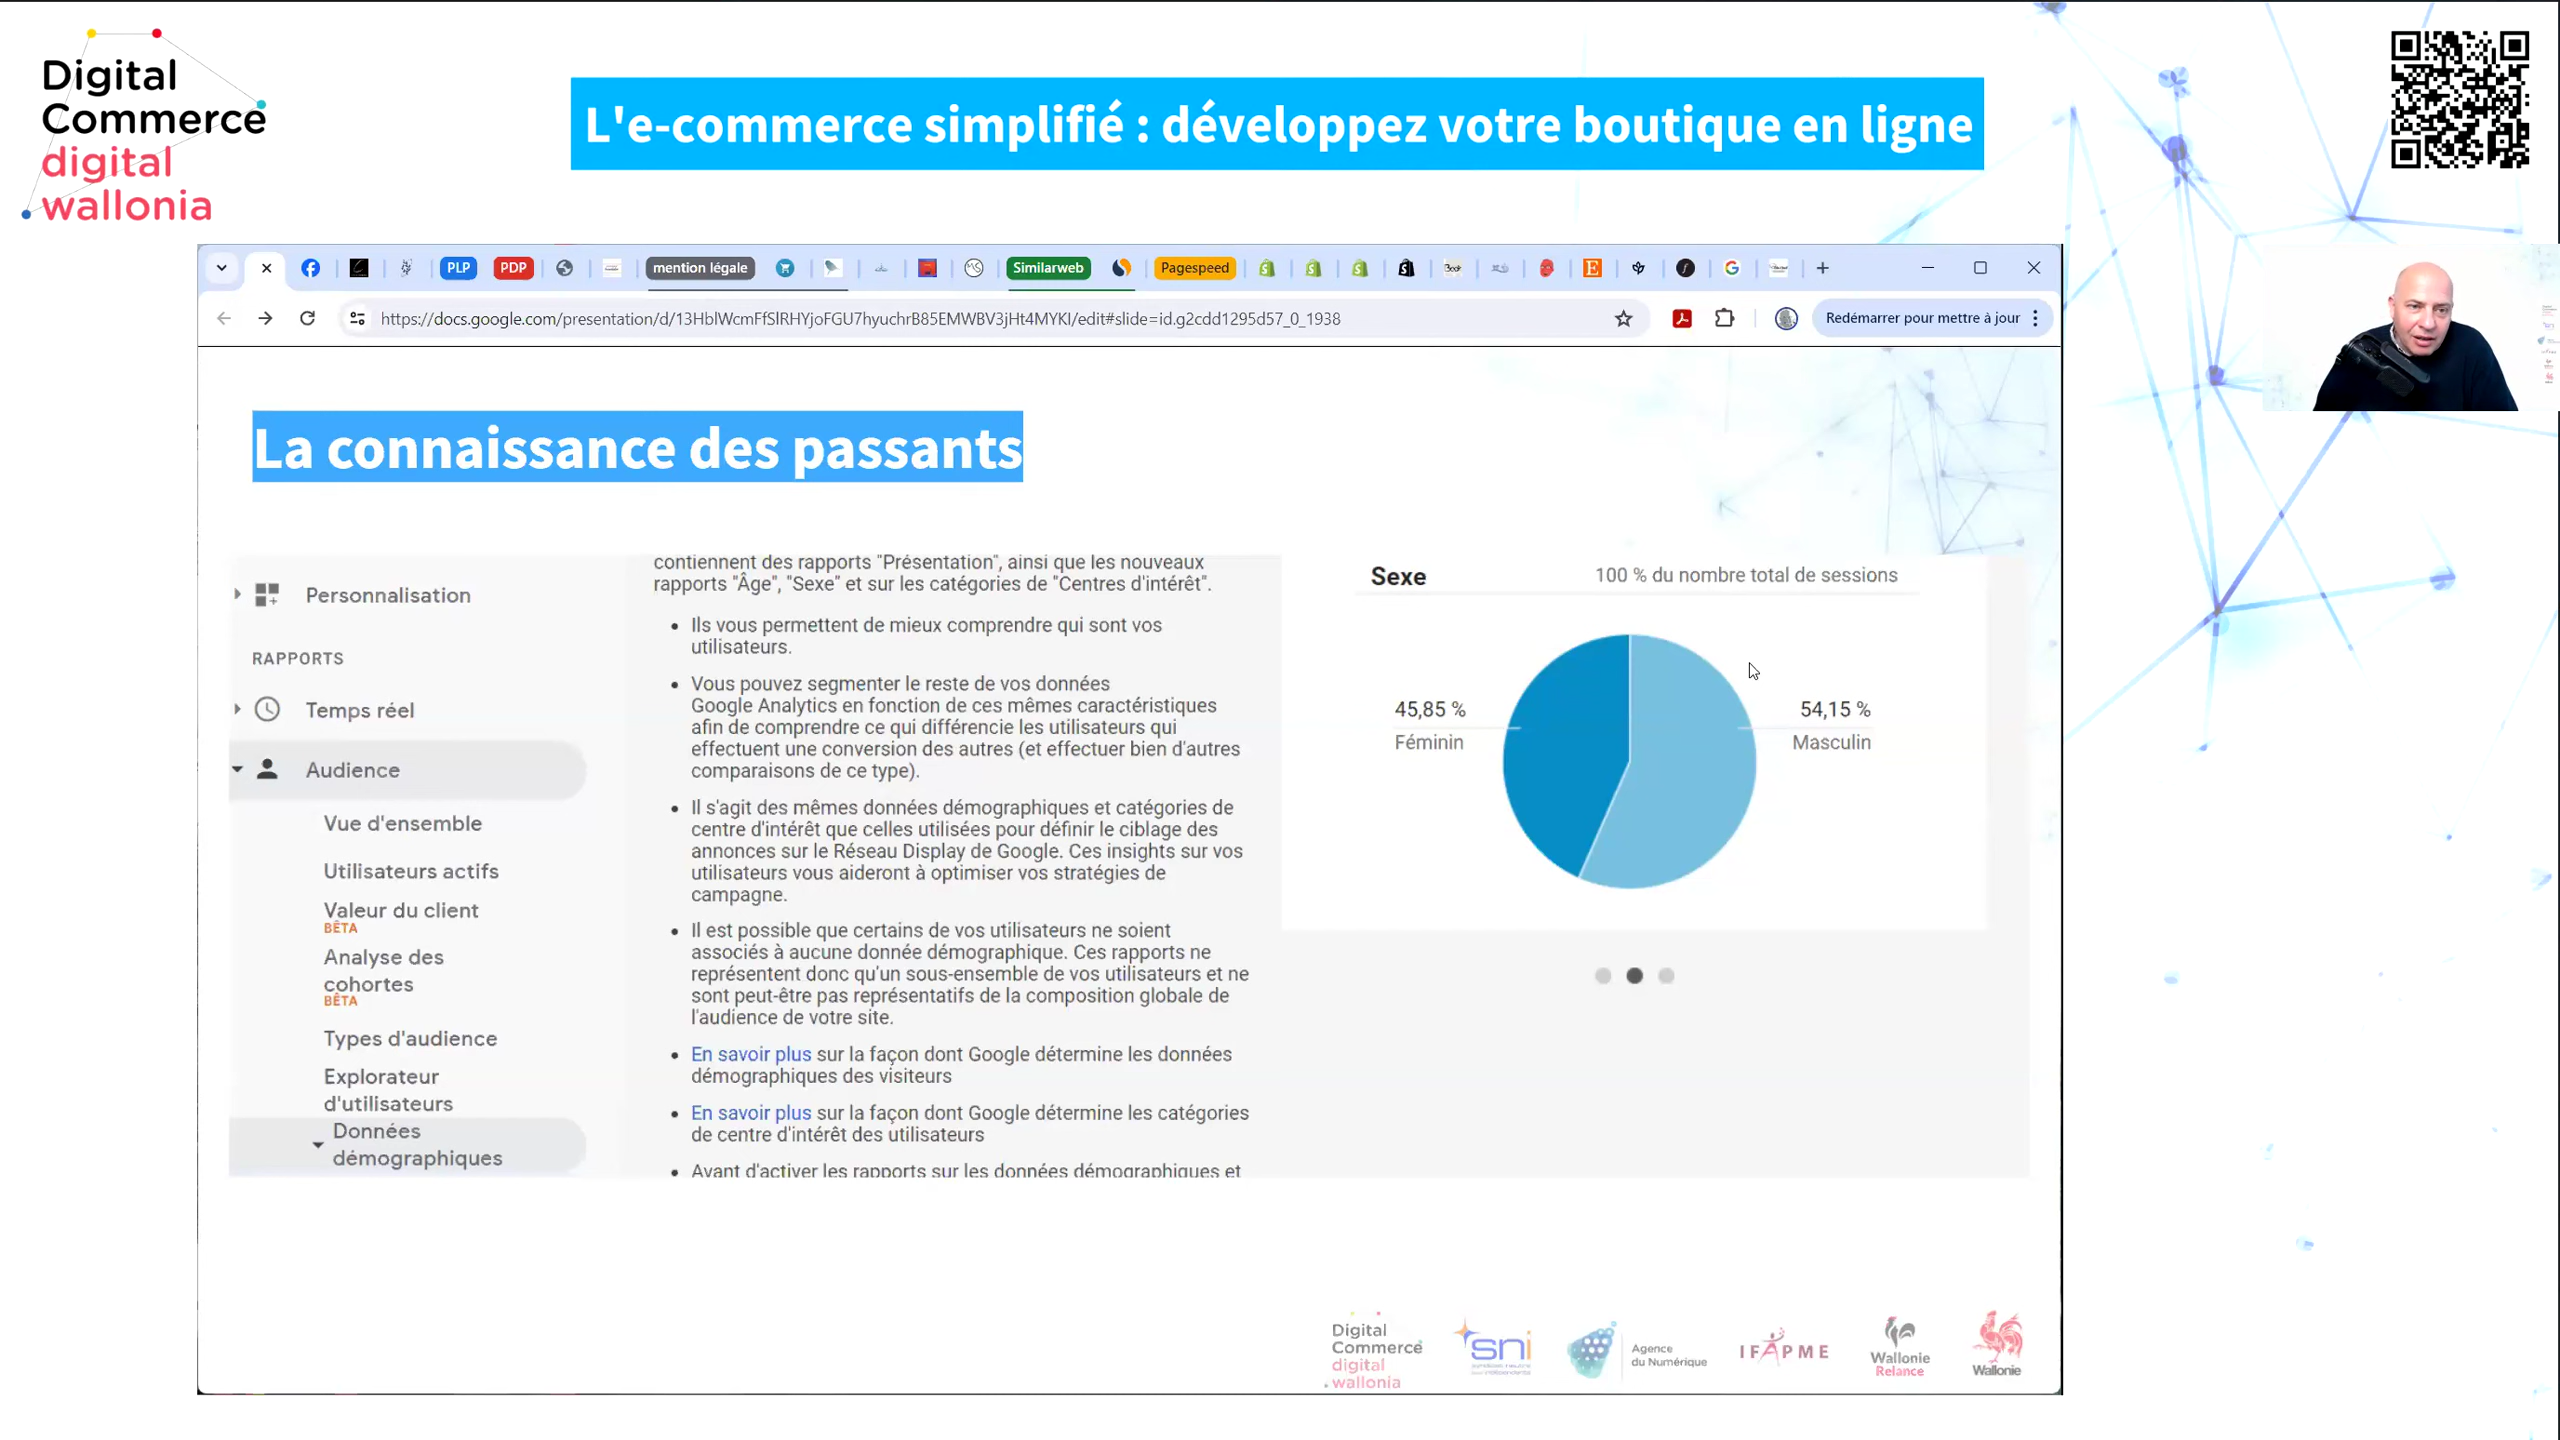 Digital
Commerce
digital
wallonia
L'e-commerce simplifié : développez votre boutique en ligne
PLP
PDP
mention légale
Similarweb
Pagespeed
https://docs.google.com/presentation/d/13HblWcmFfSlRHYjoFGU7hyuchrB85EMWBV3jHt4MYKI/edit#slide=id.g2cdd1295d57_0_1938
Redémarrer pour mettre à jour
La connaissance des passants
Personnalisation
RAPPORTS
Temps réel
Audience
Vue d'ensemble
Utilisateurs actifs
Valeur du client
BÊTA
Analyse des
cohortes
BÊTA
Types d'audience
Explorateur
d'utilisateurs
Données
démographiques
contiennent des rapports "Présentation", ainsi que les nouveaux
rapports "Âge", "Sexe" et sur les catégories de "Centres d'intérêt".
• Ils vous permettent de mieux comprendre qui sont vos
utilisateurs.
• Vous pouvez segmenter le reste de vos données
Google Analytics en fonction de ces mêmes caractéristiques
afin de comprendre ce qui différencie les utilisateurs qui
effectuent une conversion des autres (et effectuer bien d'autres
comparaisons de ce type).
• Il s'agit des mêmes données démographiques et catégories de
centre d'intérêt que celles utilisées pour définir le ciblage des
annonces sur le Réseau Display de Google. Ces insights sur vos
utilisateurs vous aideront à optimiser vos stratégies de
campagne.
• Il est possible que certains de vos utilisateurs ne soient
associés à aucune donnée démographique. Ces rapports ne
représentent donc qu'un sous-ensemble de vos utilisateurs et ne
sont peut-être pas représentatifs de la composition globale de
l'audience de votre site.
• En savoir plus sur la façon dont Google détermine les données
démographiques des visiteurs
• En savoir plus sur la façon dont Google détermine les catégories
de centre d'intérêt des utilisateurs
• Avant d'activer les rapports sur les données démographiques et
Sexe
100 % du nombre total de sessions
45,85 %
Féminin
54,15 %
Masculin
Digital
Commerce
digital
wallonia
sni
Agence
du Numérique
IFAPME
Wallonie
Relance
Wallonie